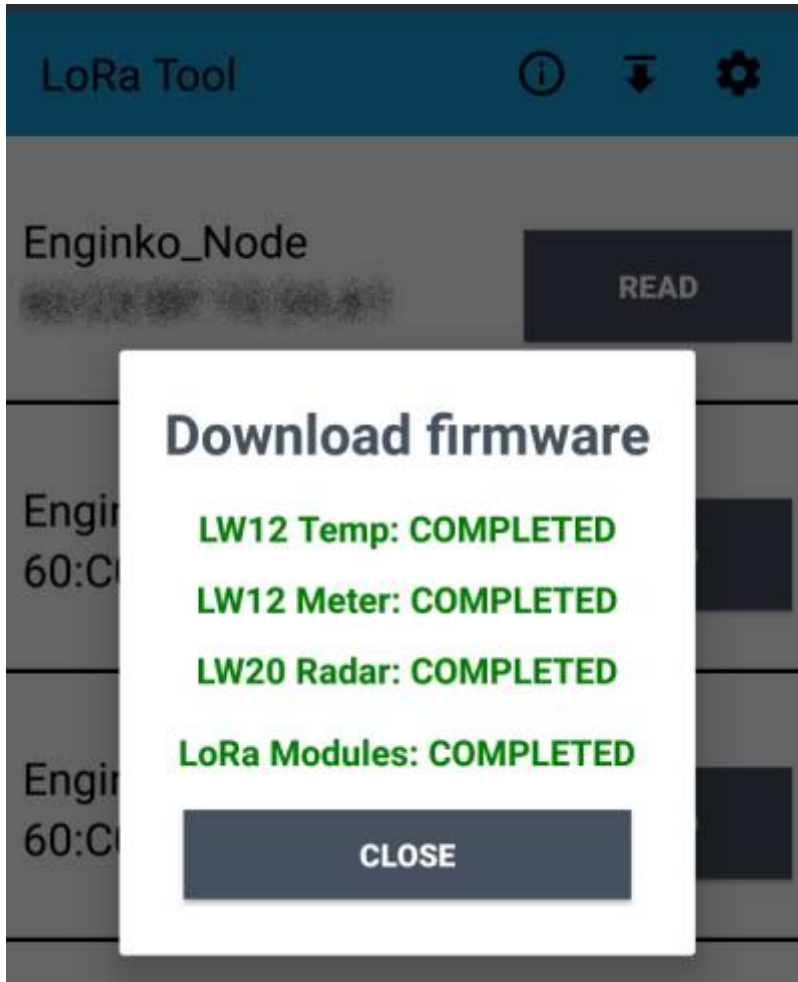 LoRa Tool
Enginko_Node
READ
Download firmware
LW12 Temp: COMPLETED
LW12 Meter: COMPLETED
LW20 Radar: COMPLETED
LoRa Modules: COMPLETED
CLOSE